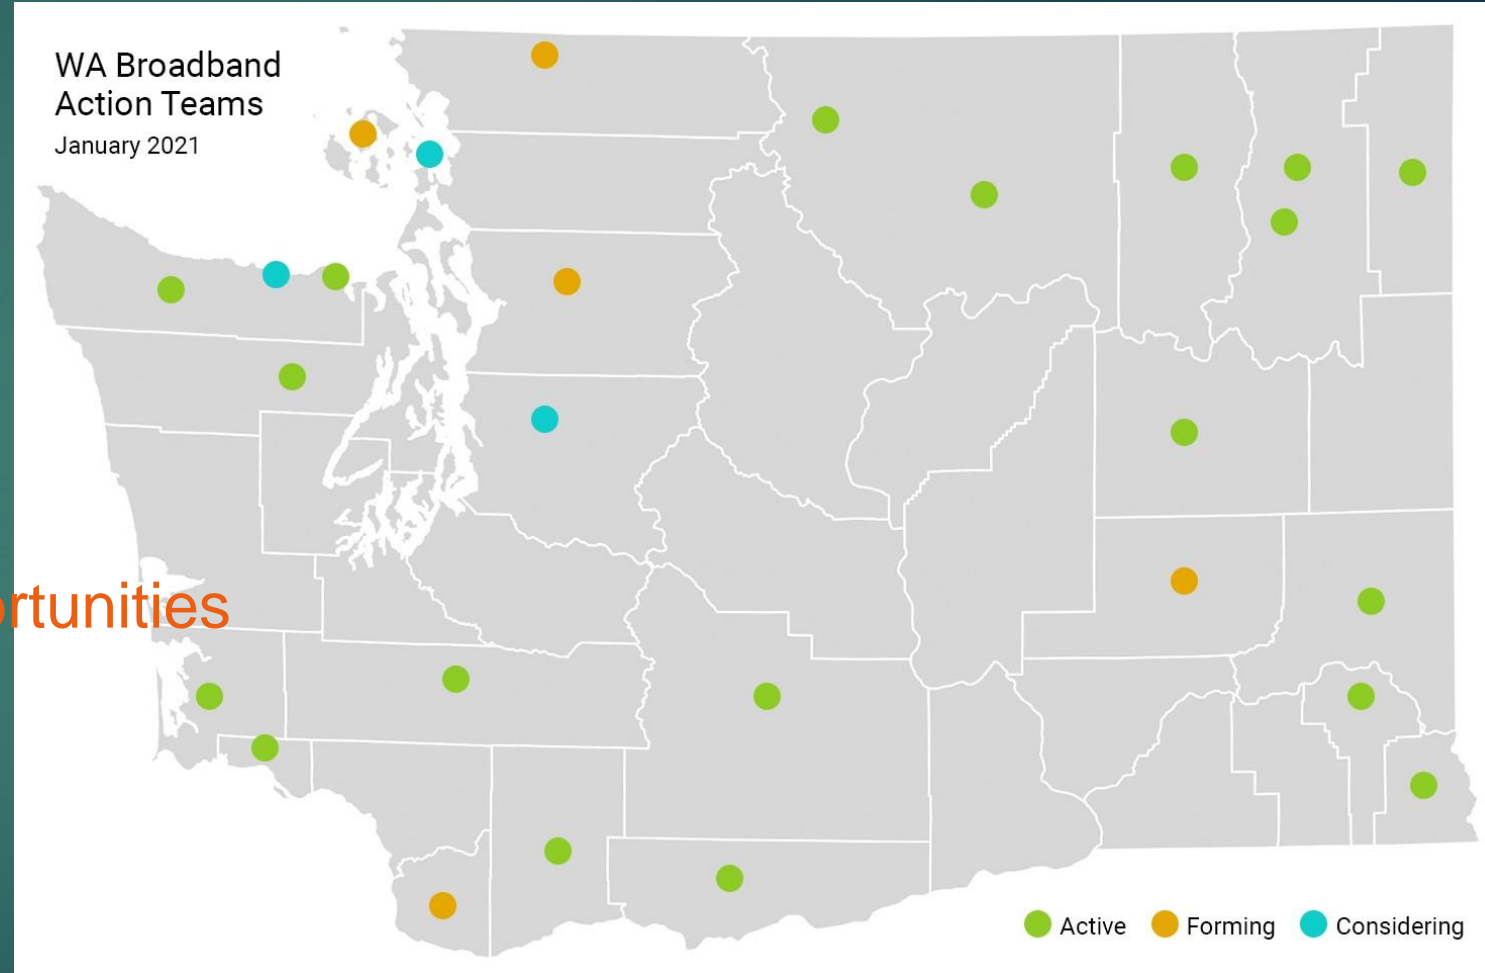 WA Broadband
Action Teams
January 2021
rtunities
Active
Forming
Considering